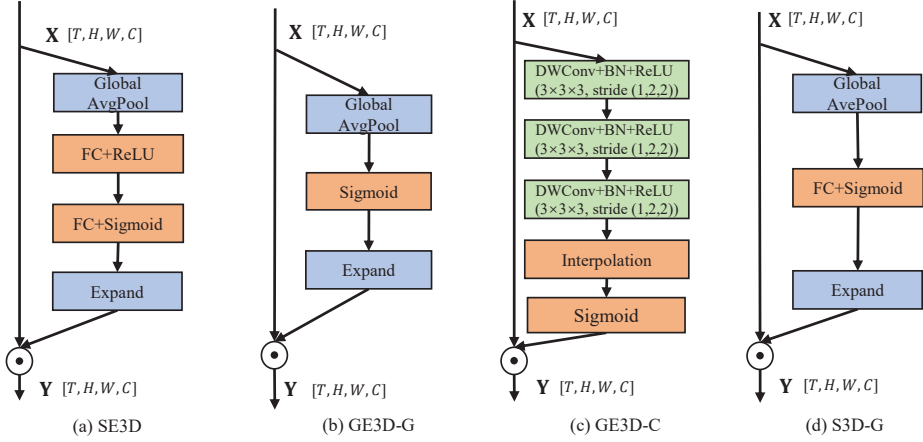 X [T, H, W, C]
Global
AvgPool
FC+ReLU
FC+Sigmoid
Expand
Y [T, H, W, C]
(a) SE3D
X [T, H, W, C]
Global
AvgPool
Sigmoid
Expand
Y [T, H, W, C]
(b) GE3D-G
X [T, H, W, C]
DWConv+BN+ReLU
(3×3×3, stride (1,2,2))
DWConv+BN+ReLU
(3×3×3, stride (1,2,2))
DWConv+BN+ReLU
(3×3×3, stride (1,2,2))
Interpolation
Sigmoid
Y [T, H, W, C]
(c) GE3D-C
X [T, H, W, C]
Global
AvePool
FC+Sigmoid
Expand
Y [T, H, W, C]
(d) S3D-G